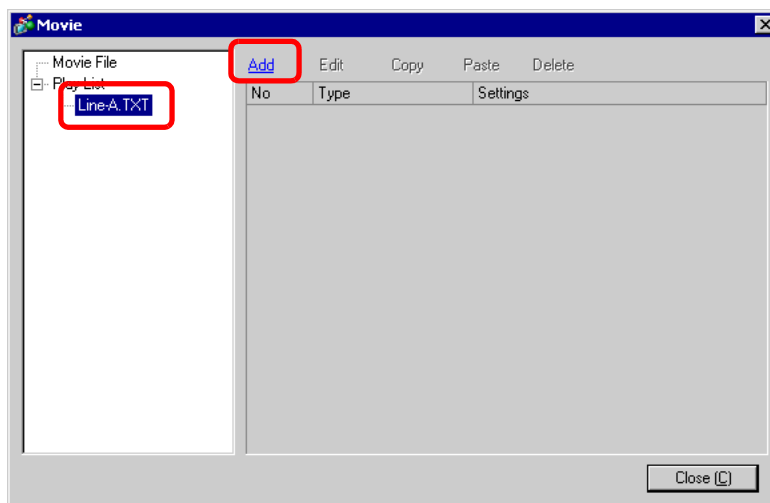 Movie
Movie File
Play List
Line-A.TXT
Add Edit Copy Paste Delete
No Type Settings
Close (C)